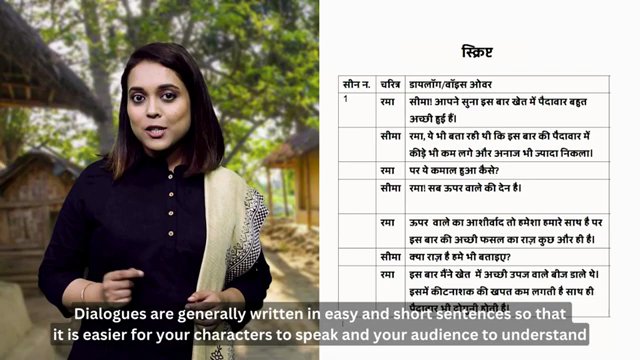 स्क्रिप्ट
सीन न. चरित्र डायलॉग/वॉइस ओवर
1 रमा सीमा! आपने सुना इस बार खेत में पैदावार बहुत
अच्छी हुई हैं।
सीमा रमा, ये भी बता रही थी कि इस बार की पैदावार में
कीड़े भी कम लगे और अनाज भी ज्यादा निकला।
रमा पर ये कमाल हुआ कैसे?
सीमा रमा! सब ऊपर वाले की देन है।
रमा ऊपर वाले का आशीर्वाद तो हमेशा हमारे साथ है पर
इस बार की अच्छी फसल का राज़ कुछ और ही है।
सीमा क्या राज़ है हमे भी बताइए?
रमा इस बार मैंने खेत में अच्छी उपज वाले बीज डाले थे।
इसमें कीटनाशक की खपत कम लगती है साथ ही
Dialogues are generally written in easy and short sentences so that
it is easier for your characters to speak and your audience to understand